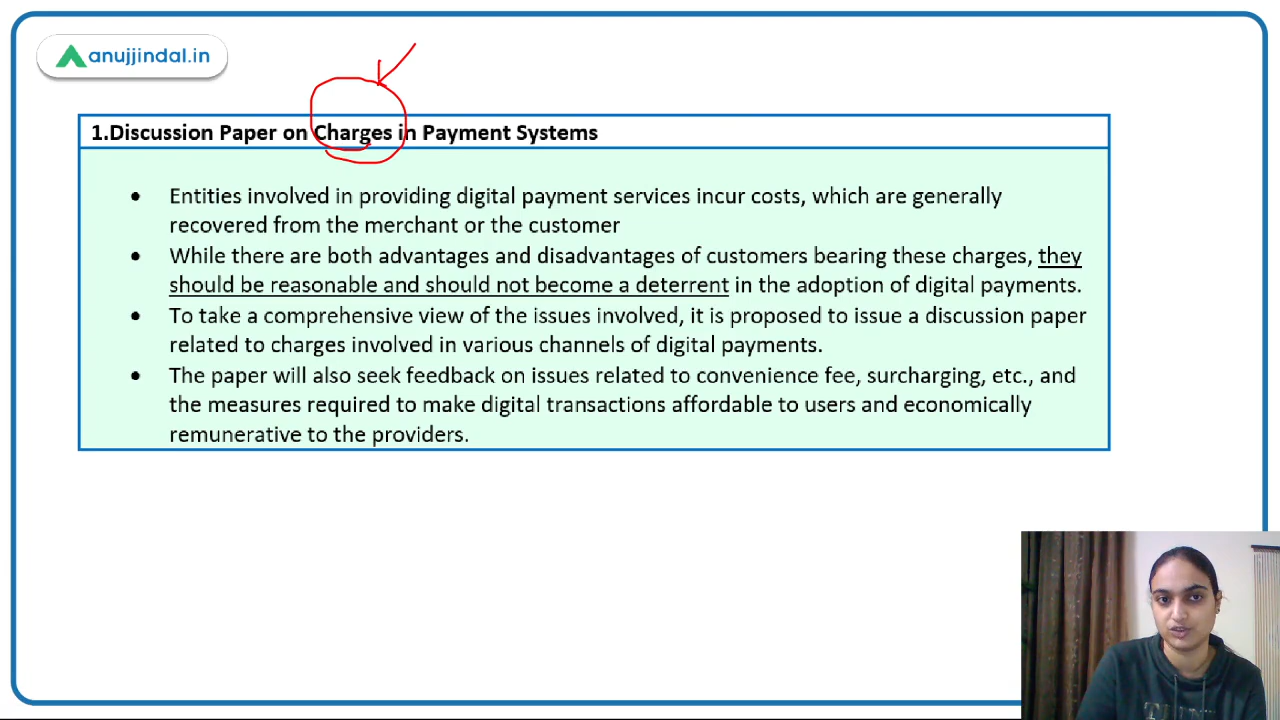 anujjindal.in
1.Discussion Paper on Charges in Payment Systems
• Entities involved in providing digital payment services incur costs, which are generally
recovered from the merchant or the customer
• While there are both advantages and disadvantages of customers bearing these charges, they
should be reasonable and should not become a deterrent in the adoption of digital payments.
• To take a comprehensive view of the issues involved, it is proposed to issue a discussion paper
related to charges involved in various channels of digital payments.
• The paper will also seek feedback on issues related to convenience fee, surcharging, etc., and
the measures required to make digital transactions affordable to users and economically
remunerative to the providers.